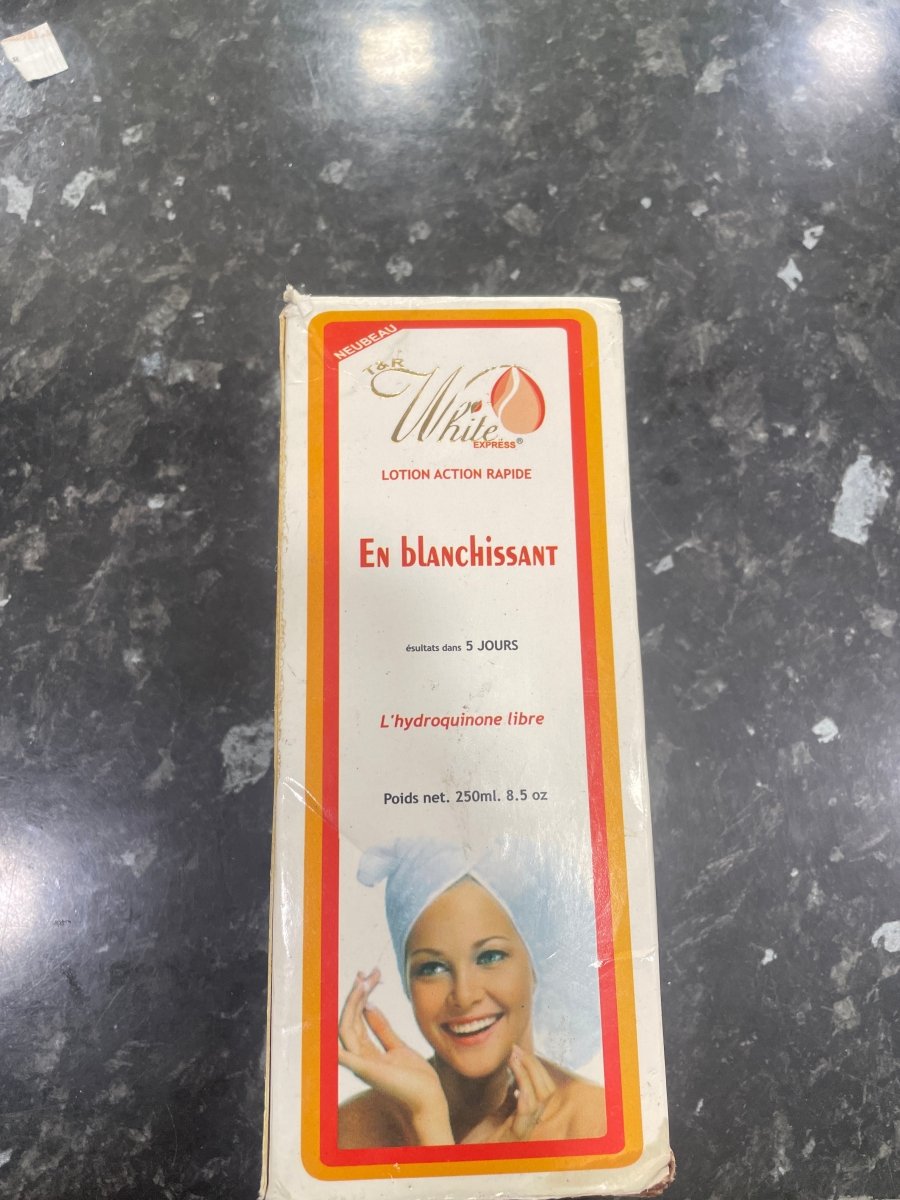 NEUBEAU
T&R
White
EXPRESS®
LOTION ACTION RAPIDE
En blanchissant
ésultats dans 5 JOURS
L'hydroquinone libre
Poids net. 250ml. 8.5 oz